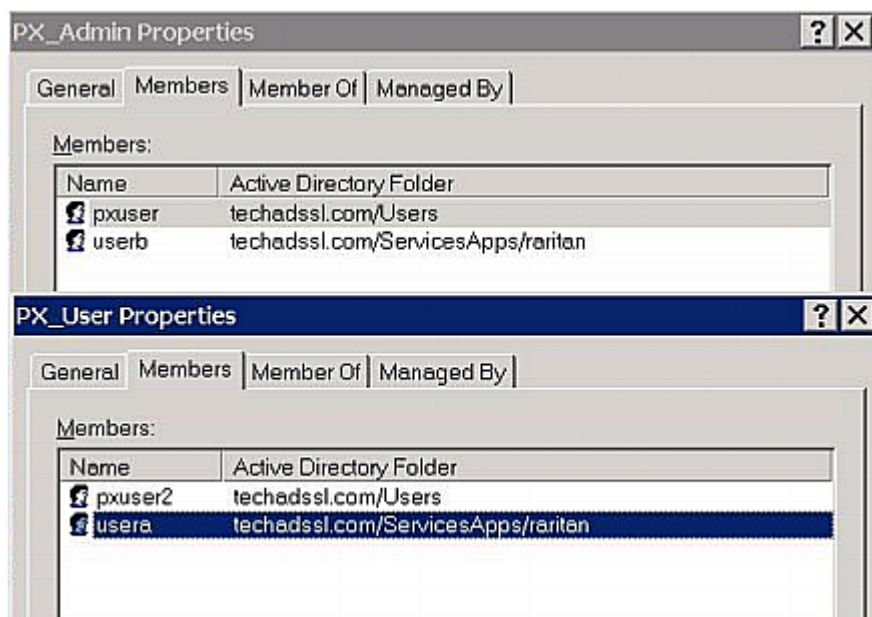 PX_Admin Properties
General Members Member Of Managed By
Members:
Name Active Directory Folder
pxuser techadssl.com/Users
userb techadssl.com/ServicesApps/raritan
PX_User Properties
General Members Member Of Managed By
Members:
Name Active Directory Folder
pxuser2 techadssl.com/Users
usera techadssl.com/ServicesApps/raritan